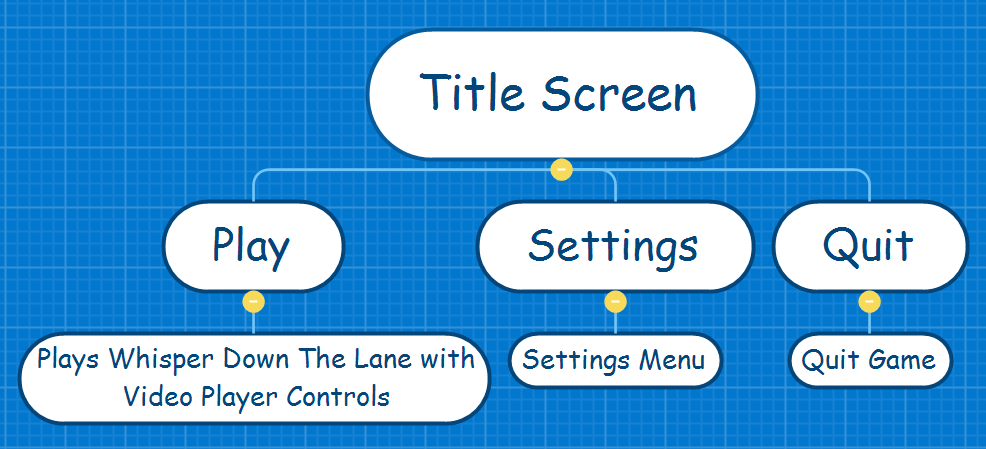 Title Screen
Play
Settings
Quit
Plays Whisper Down The Lane with
Video Player Controls
Settings Menu
Quit Game